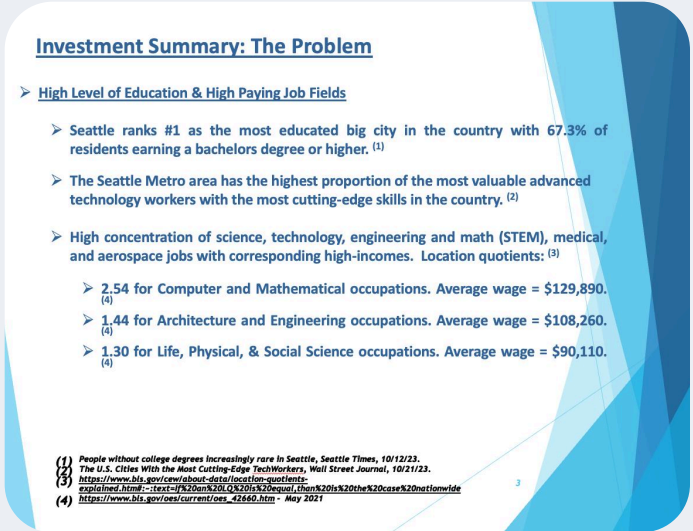 Investment Summary: The Problem
➢ High Level of Education & High Paying Job Fields
➢ Seattle ranks #1 as the most educated big city in the country with 67.3% of
residents earning a bachelors degree or higher. (1)
➢ The Seattle Metro area has the highest proportion of the most valuable advanced
technology workers with the most cutting-edge skills in the country. (2)
➢ High concentration of science, technology, engineering and math (STEM), medical,
and aerospace jobs with corresponding high-incomes. Location quotients: (3)
➢ 2.54 for Computer and Mathematical occupations. Average wage = $129,890.
(4)
➢ 1.44 for Architecture and Engineering occupations. Average wage = $108,260.
(4)
➢ 1.30 for Life, Physical, & Social Science occupations. Average wage = $90,110.
(4)
(1) People without college degrees increasingly rare in Seattle, Seattle Times, 10/12/23.
(2) The U.S. Cities With the Most Cutting-Edge TechWorkers, Wall Street Journal, 10/21/23.
(3) https://www.bls.gov/cew/about-data/location-quotients-
explained.htm#:~:text=if%20an%20LQ%20is%20equal,than%20is%20the%20case%20nationwide
(4) https://www.bls.gov/oes/current/oes_42660.htm - May 2021
3